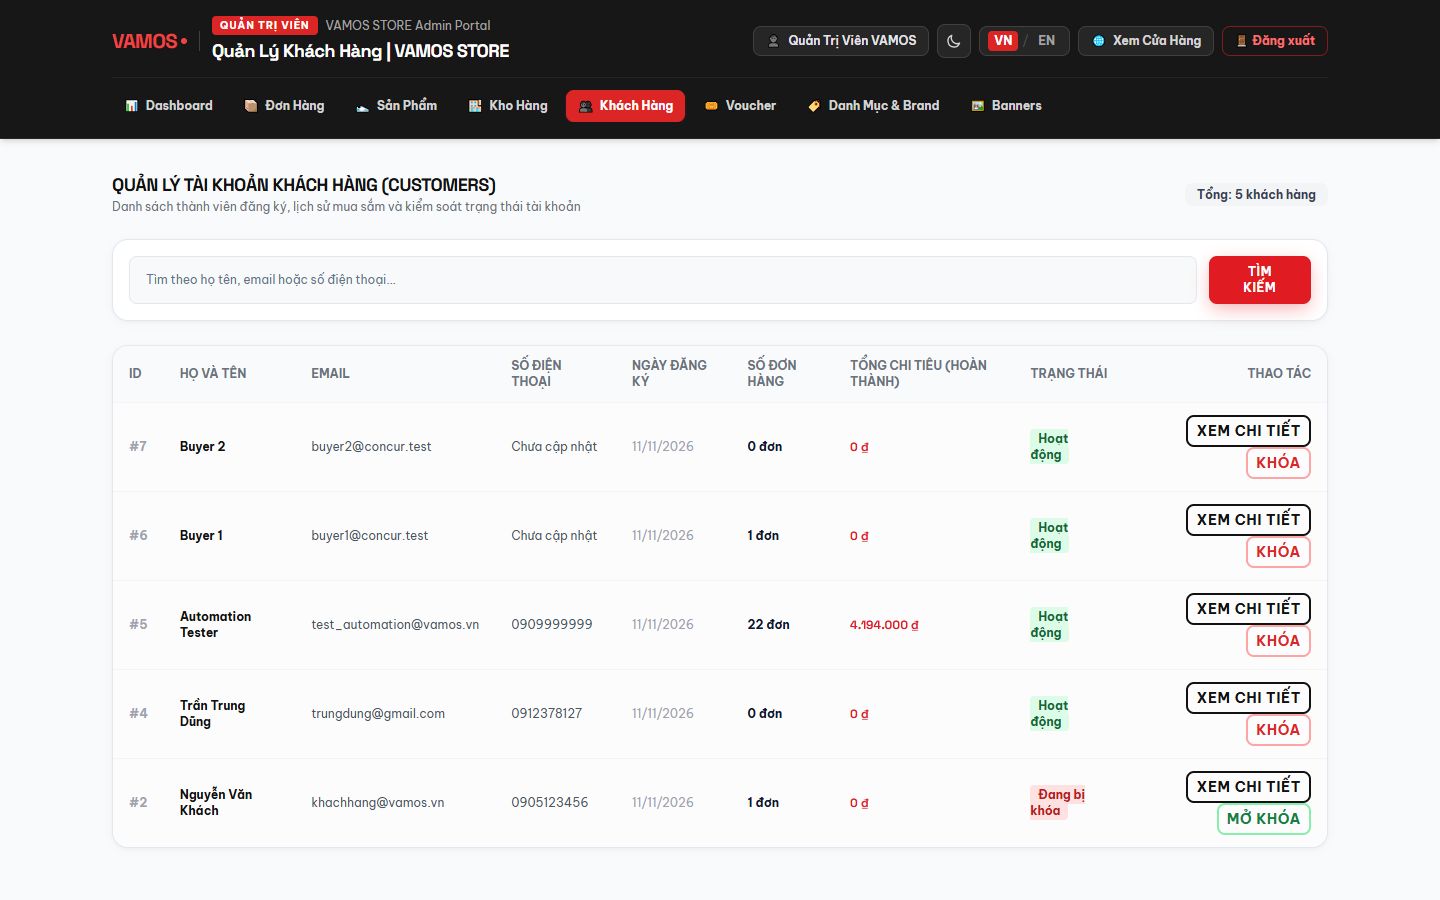 VAMOS
QUẢN TRỊ VIÊN VAMOS STORE Admin Portal
Quản Lý Khách Hàng | VAMOS STORE
Quản Trị Viên VAMOS
VN / EN
Xem Cửa Hàng
Đăng xuất
Dashboard
Đơn Hàng
Sản Phẩm
Kho Hàng
Khách Hàng
Voucher
Danh Mục & Brand
Banners
QUẢN LÝ TÀI KHOẢN KHÁCH HÀNG (CUSTOMERS)
Danh sách thành viên đăng ký, lịch sử mua sắm và kiểm soát trạng thái tài khoản
Tổng: 5 khách hàng
Tìm theo họ tên, email hoặc số điện thoại...
TÌM
KIẾM
ID
HỌ VÀ TÊN
EMAIL
SỐ ĐIỆN
THOẠI
NGÀY ĐĂNG
KÝ
SỐ ĐƠN
HÀNG
TỔNG CHI TIÊU (HOÀN
THÀNH)
TRẠNG THÁI
THAO TÁC
#7
Buyer 2
buyer2@concur.test
Chưa cập nhật
11/11/2026
0 đơn
0 ₫
Hoạt
động
XEM CHI TIẾT
KHÓA
#6
Buyer 1
buyer1@concur.test
Chưa cập nhật
11/11/2026
1 đơn
0 ₫
Hoạt
động
XEM CHI TIẾT
KHÓA
#5
Automation
Tester
test_automation@vamos.vn
0909999999
11/11/2026
22 đơn
4.194.000 ₫
Hoạt
động
XEM CHI TIẾT
KHÓA
#4
Trần Trung
Dũng
trungdung@gmail.com
0912378127
11/11/2026
0 đơn
0 ₫
Hoạt
động
XEM CHI TIẾT
KHÓA
#2
Nguyễn Văn
Khách
khachhang@vamos.vn
0905123456
11/11/2026
1 đơn
0 ₫
Đang bị
khóa
XEM CHI TIẾT
MỞ KHÓA